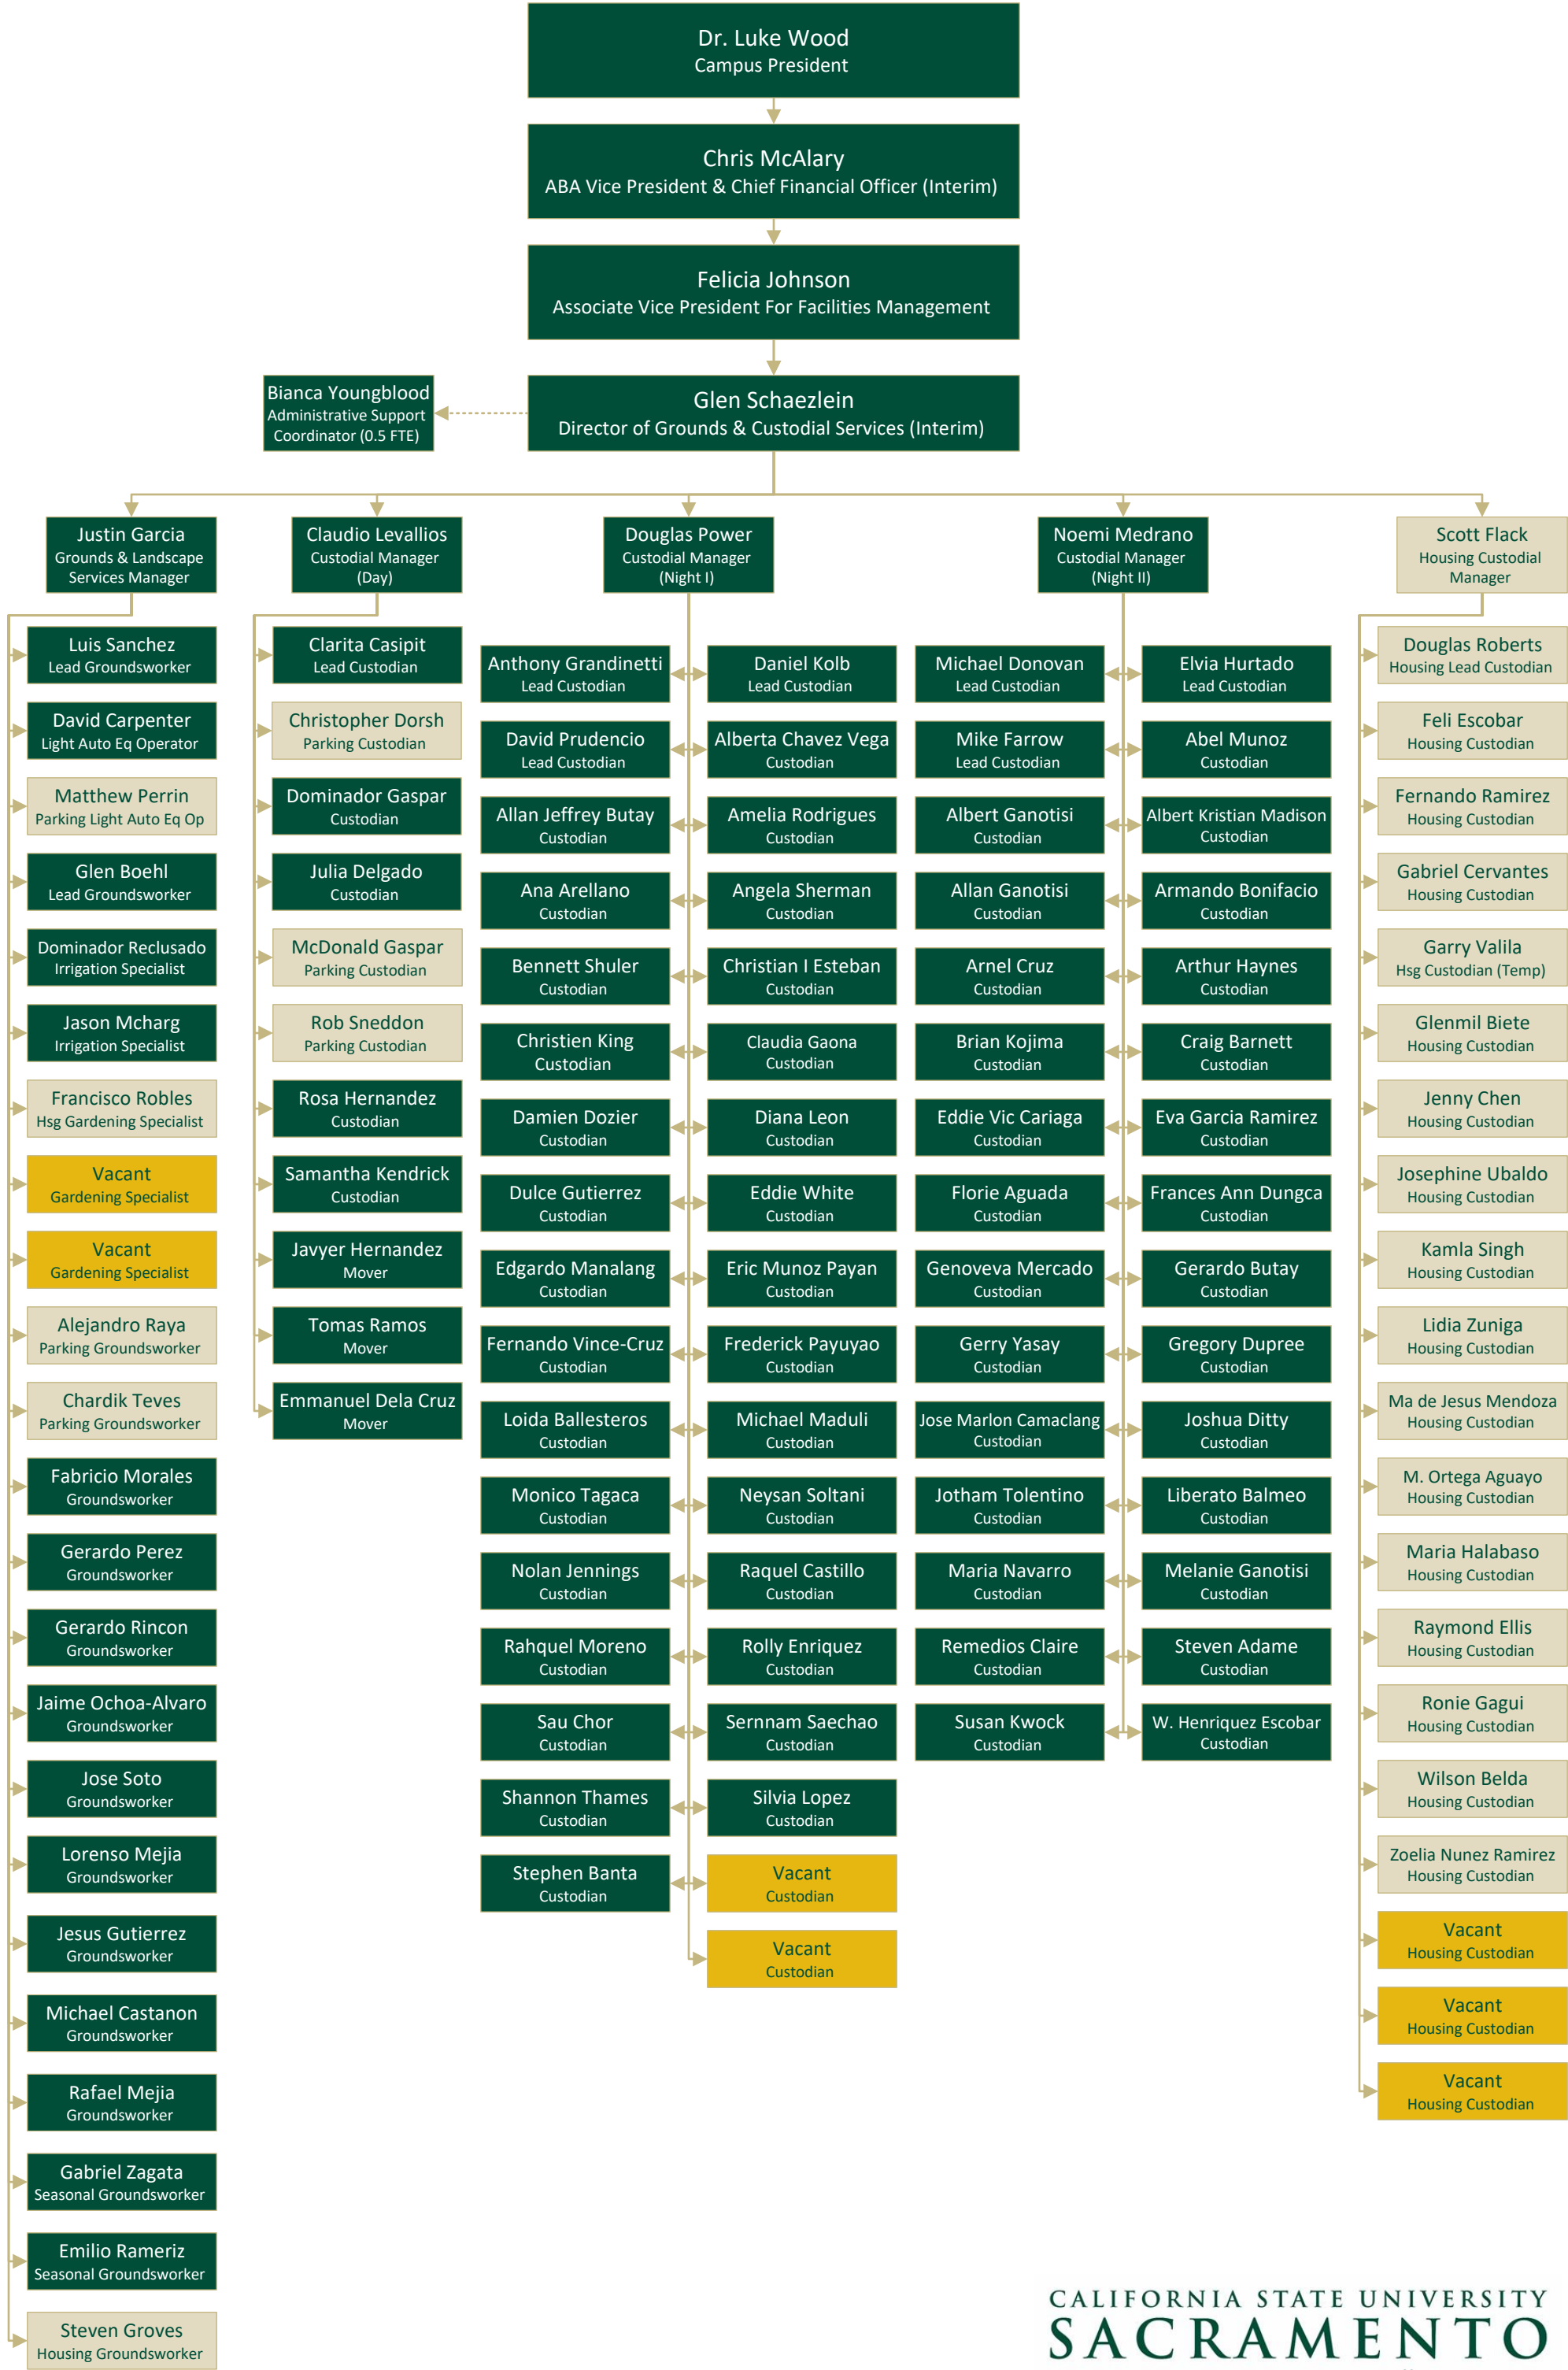 Dr. Luke Wood
Campus President
Chris McAlary
ABA Vice President & Chief Financial Officer (Interim)
Felicia Johnson
Associate Vice President For Facilities Management
Bianca Youngblood
Administrative Support
Coordinator (0.5 FTE)
Glen Schaezlein
Director of Grounds & Custodial Services (Interim)
Justin Garcia
Grounds & Landscape
Services Manager
Luis Sanchez
Lead Groundsworker
David Carpenter
Light Auto Eq Operator
Matthew Perrin
Parking Light Auto Eq Op
Glen Boehl
Lead Groundsworker
Dominador Reclusado
Irrigation Specialist
Jason Mcharg
Irrigation Specialist
Francisco Robles
Hsg Gardening Specialist
Vacant
Gardening Specialist
Vacant
Gardening Specialist
Alejandro Raya
Parking Groundsworker
Chardik Teves
Parking Groundsworker
Fabricio Morales
Groundsworker
Gerardo Perez
Groundsworker
Gerardo Rincon
Groundsworker
Jaime Ochoa-Alvaro
Groundsworker
Jose Soto
Groundsworker
Lorenso Mejia
Groundsworker
Jesus Gutierrez
Groundsworker
Michael Castanon
Groundsworker
Rafael Mejia
Groundsworker
Gabriel Zagata
Seasonal Groundsworker
Emilio Rameriz
Seasonal Groundsworker
Steven Groves
Housing Groundsworker
Claudio Levallios
Custodial Manager
(Day)
Clarita Casipit
Lead Custodian
Christopher Dorsh
Parking Custodian
Dominador Gaspar
Custodian
Julia Delgado
Custodian
McDonald Gaspar
Parking Custodian
Rob Sneddon
Parking Custodian
Rosa Hernandez
Custodian
Samantha Kendrick
Custodian
Javyer Hernandez
Mover
Tomas Ramos
Mover
Emmanuel Dela Cruz
Mover
Douglas Power
Custodial Manager
(Night I)
Anthony Grandinetti
Lead Custodian
Daniel Kolb
Lead Custodian
David Prudencio
Lead Custodian
Alberta Chavez Vega
Custodian
Allan Jeffrey Butay
Custodian
Amelia Rodrigues
Custodian
Ana Arellano
Custodian
Angela Sherman
Custodian
Bennett Shuler
Custodian
Christian I Esteban
Custodian
Christien King
Custodian
Claudia Gaona
Custodian
Damien Dozier
Custodian
Diana Leon
Custodian
Dulce Gutierrez
Custodian
Eddie White
Custodian
Edgardo Manalang
Custodian
Eric Munoz Payan
Custodian
Fernando Vince-Cruz
Custodian
Frederick Payuyao
Custodian
Loida Ballesteros
Custodian
Michael Maduli
Custodian
Monico Tagaca
Custodian
Neysan Soltani
Custodian
Nolan Jennings
Custodian
Raquel Castillo
Custodian
Rahquel Moreno
Custodian
Rolly Enriquez
Custodian
Sau Chor
Custodian
Sernnam Saechao
Custodian
Shannon Thames
Custodian
Silvia Lopez
Custodian
Stephen Banta
Custodian
Vacant
Custodian
Vacant
Custodian
Noemi Medrano
Custodial Manager
(Night II)
Michael Donovan
Lead Custodian
Elvia Hurtado
Lead Custodian
Mike Farrow
Lead Custodian
Abel Munoz
Custodian
Albert Ganotisi
Custodian
Albert Kristian Madison
Custodian
Allan Ganotisi
Custodian
Armando Bonifacio
Custodian
Arnel Cruz
Custodian
Arthur Haynes
Custodian
Brian Kojima
Custodian
Craig Barnett
Custodian
Eddie Vic Cariaga
Custodian
Eva Garcia Ramirez
Custodian
Florie Aguada
Custodian
Frances Ann Dungca
Custodian
Genoveva Mercado
Custodian
Gerardo Butay
Custodian
Gerry Yasay
Custodian
Gregory Dupree
Custodian
Jose Marlon Camaclang
Custodian
Joshua Ditty
Custodian
Jotham Tolentino
Custodian
Liberato Balmeo
Custodian
Maria Navarro
Custodian
Melanie Ganotisi
Custodian
Remedios Claire
Custodian
Steven Adame
Custodian
Susan Kwock
Custodian
W. Henriquez Escobar
Custodian
Scott Flack
Housing Custodial
Manager
Douglas Roberts
Housing Lead Custodian
Feli Escobar
Housing Custodian
Fernando Ramirez
Housing Custodian
Gabriel Cervantes
Housing Custodian
Garry Valila
Hsg Custodian (Temp)
Glenmil Biete
Housing Custodian
Jenny Chen
Housing Custodian
Josephine Ubaldo
Housing Custodian
Kamla Singh
Housing Custodian
Lidia Zuniga
Housing Custodian
Ma de Jesus Mendoza
Housing Custodian
M. Ortega Aguayo
Housing Custodian
Maria Halabaso
Housing Custodian
Raymond Ellis
Housing Custodian
Ronie Gagui
Housing Custodian
Wilson Belda
Housing Custodian
Zoelia Nunez Ramirez
Housing Custodian
Vacant
Housing Custodian
Vacant
Housing Custodian
Vacant
Housing Custodian
CALIFORNIA STATE UNIVERSITY
SACRAMENTO